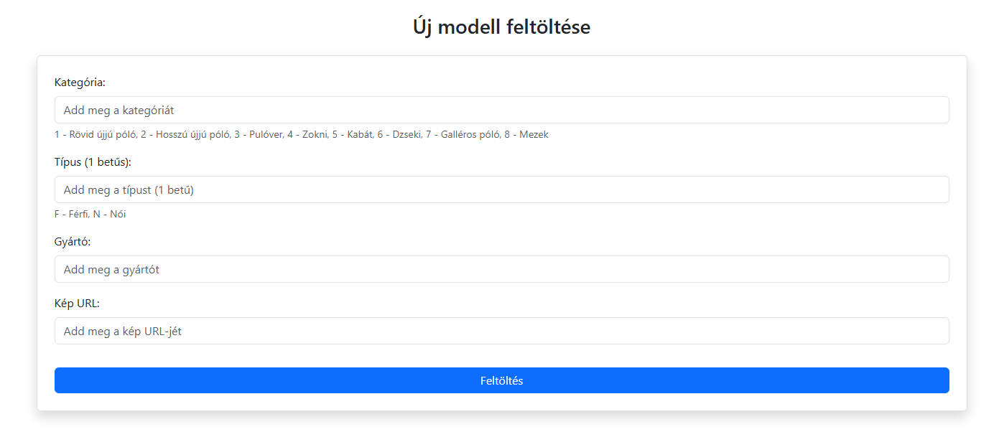 Új modell feltöltése
Kategória:
Add meg a kategóriát
1 - Rövid újjú póló, 2 - Hosszú újjú póló, 3 - Pulóver, 4 - Zokni, 5 - Kabát, 6 - Dzseki, 7 - Galléros póló, 8 - Mezek
Típus (1 betűs):
Add meg a típust (1 betű)
F - Férfi, N - Női
Gyártó:
Add meg a gyártót
Kép URL:
Add meg a kép URL-jét
Feltöltés